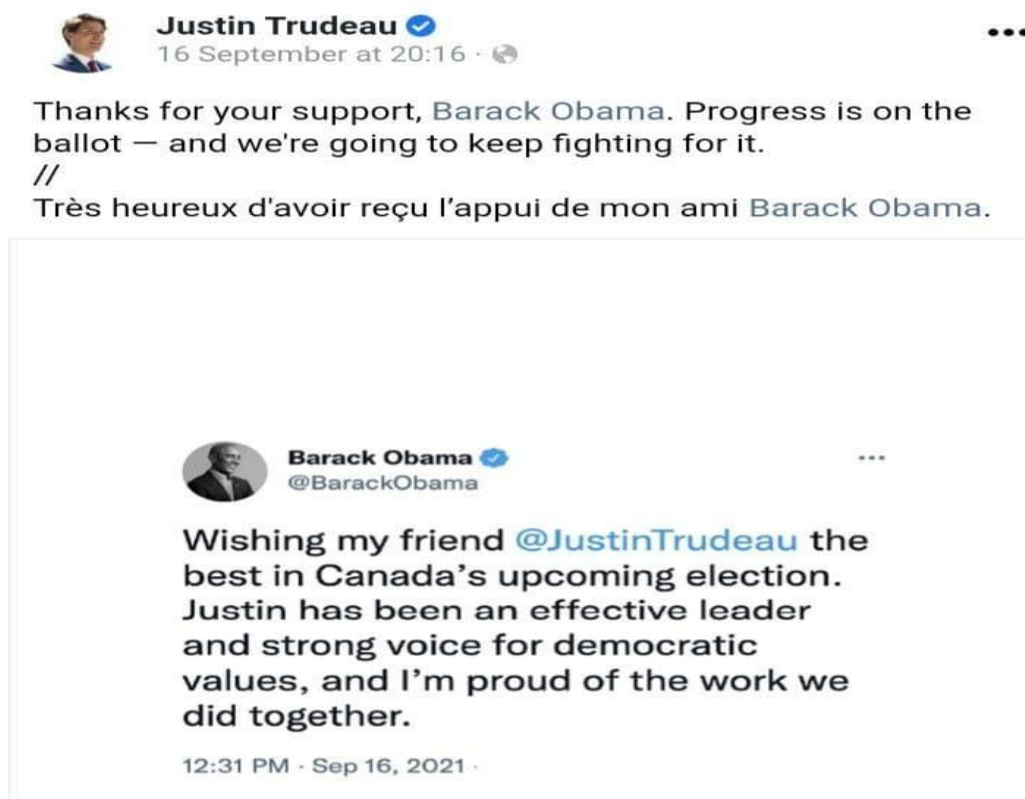 Justin Trudeau
16 September at 20:16 ·
Thanks for your support, Barack Obama. Progress is on the
ballot — and we're going to keep fighting for it.
//
Très heureux d'avoir reçu l'appui de mon ami Barack Obama.
Barack Obama
@BarackObama
Wishing my friend @JustinTrudeau the
best in Canada's upcoming election.
Justin has been an effective leader
and strong voice for democratic
values, and I'm proud of the work we
did together.
12:31 PM · Sep 16, 2021 ·